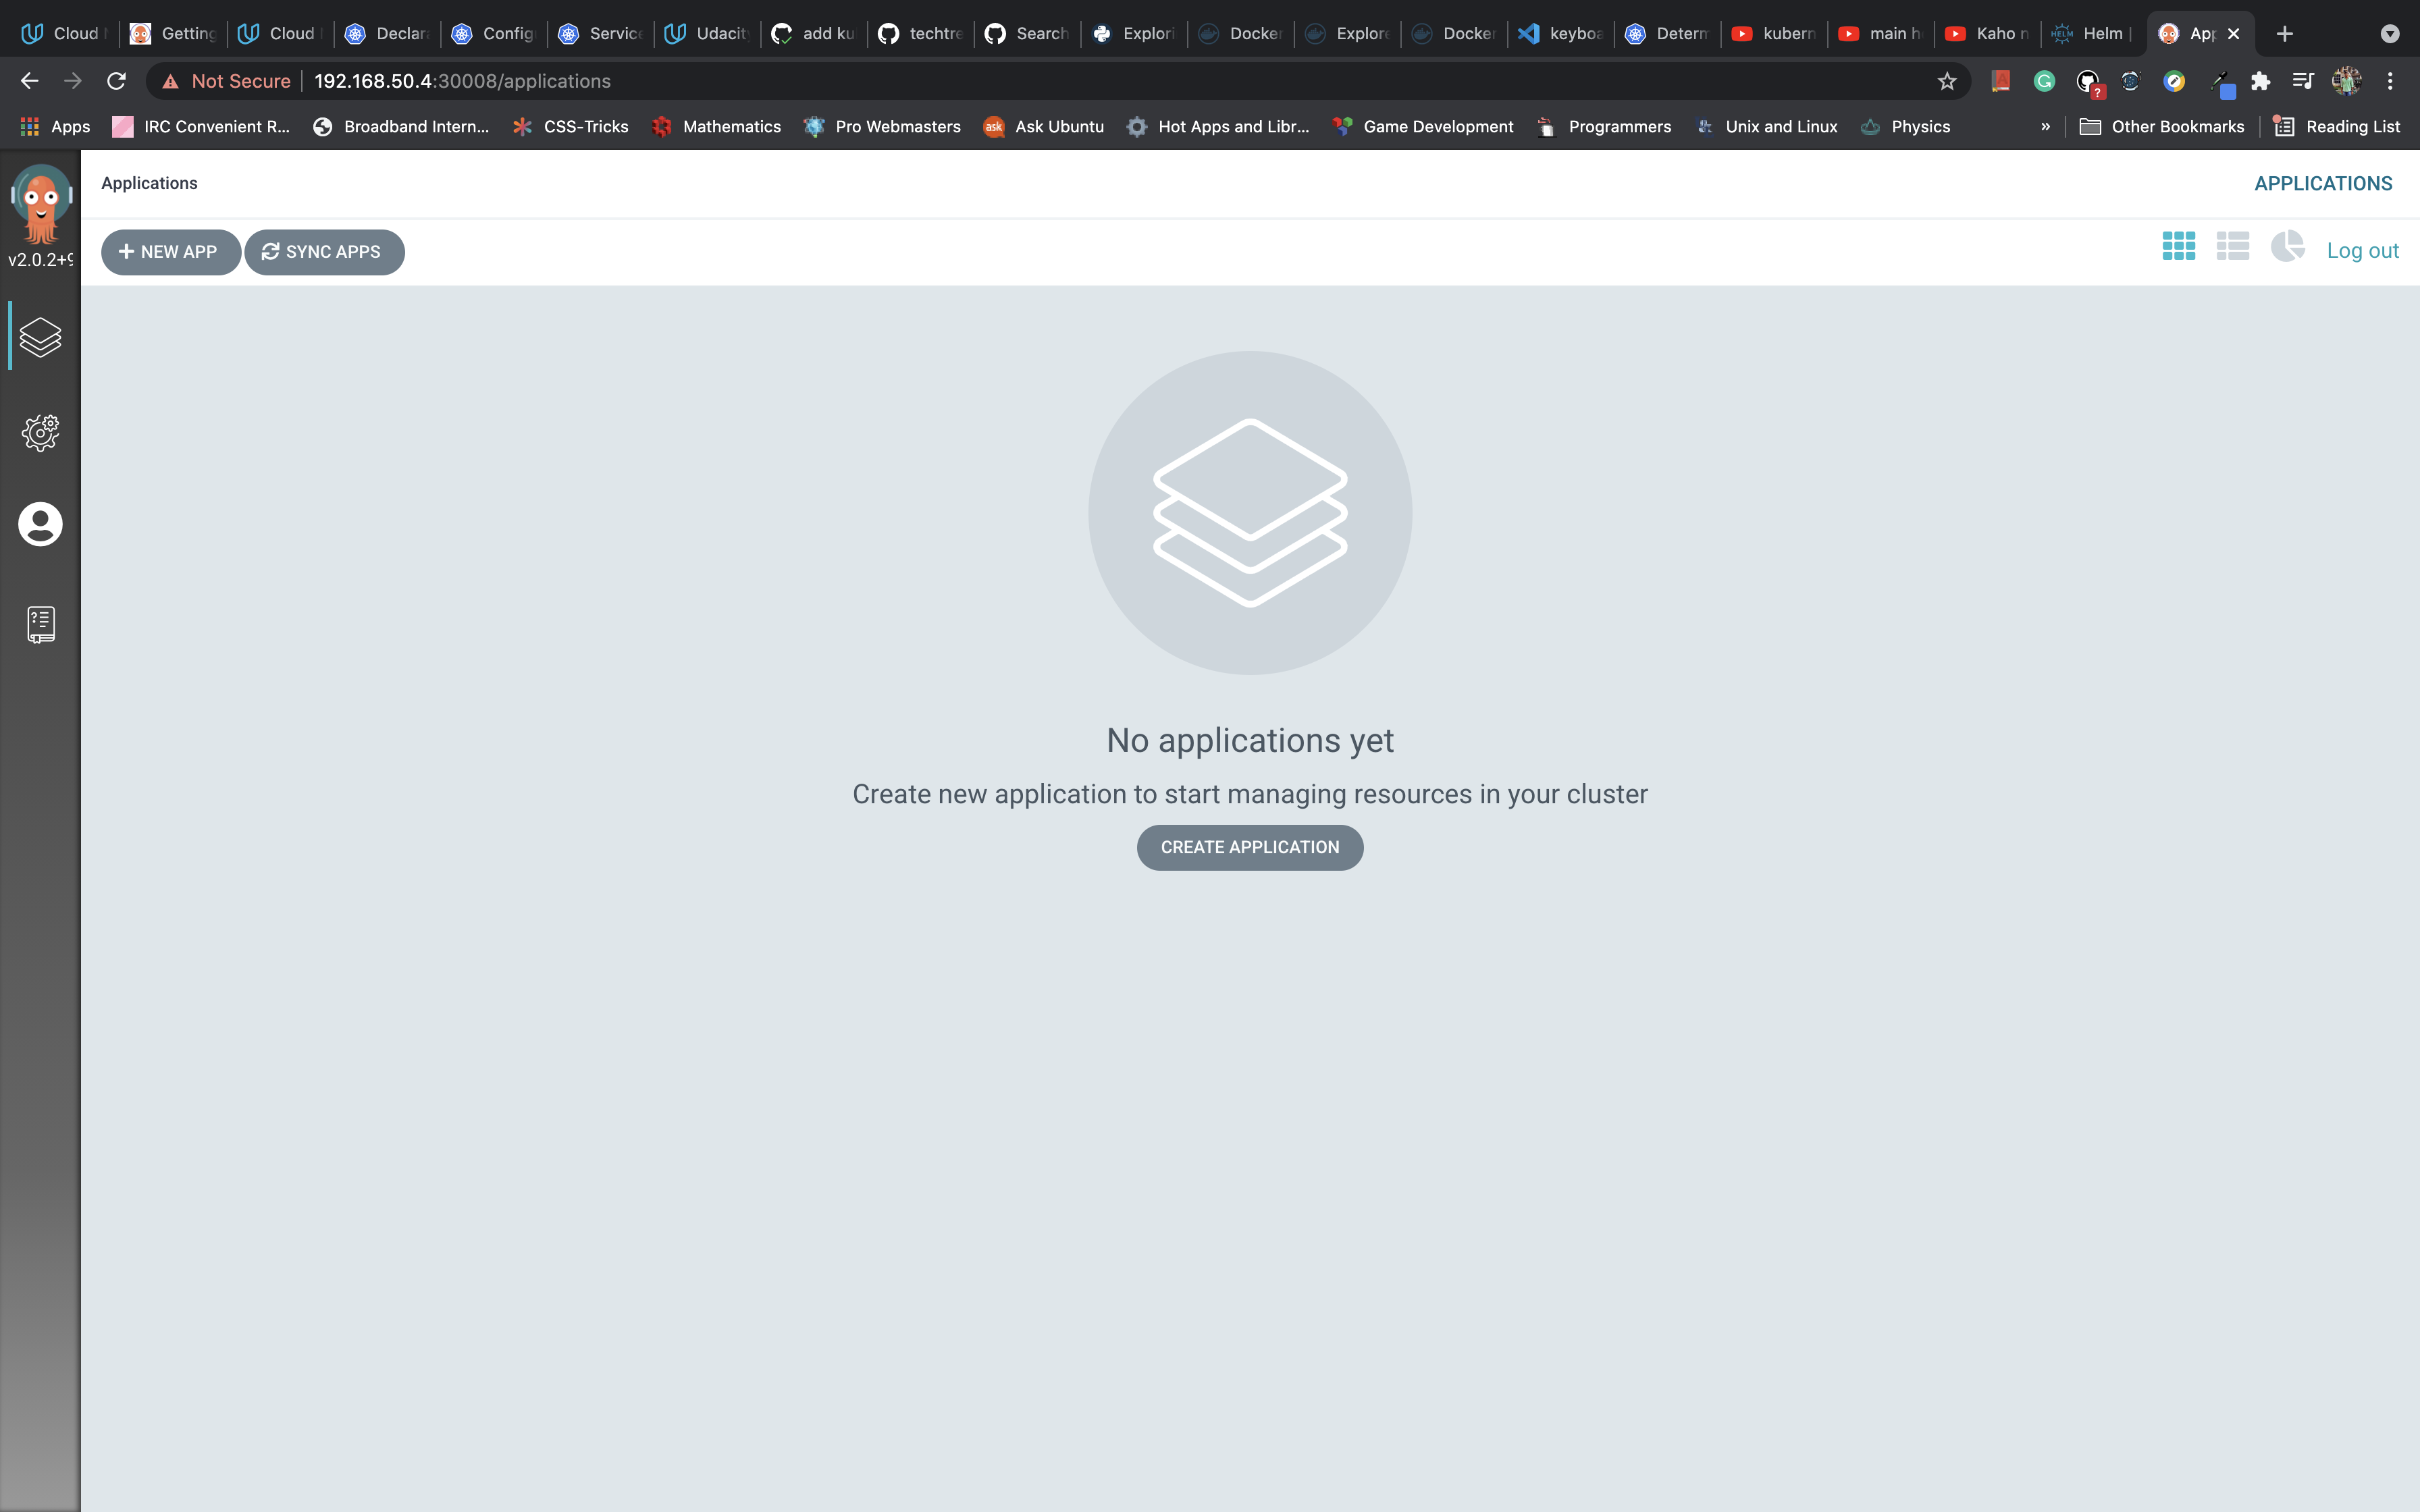 Cloud Getting Cloud Declar Config Service Udacit add ku techtre Search Explori Docker Explore Docker keyboa Determ kubern main h Kaho n HELM Helm Ap
Not Secure 192.168.50.4:30008/applications
Apps IRC Convenient R... Broadband Intern... CSS-Tricks Mathematics Pro Webmasters ask Ask Ubuntu Hot Apps and Libr... Game Development Programmers Unix and Linux Physics » Other Bookmarks Reading List
Applications APPLICATIONS
NEW APP SYNC APPS Log out
v2.0.2+9
No applications yet
Create new application to start managing resources in your cluster
CREATE APPLICATION